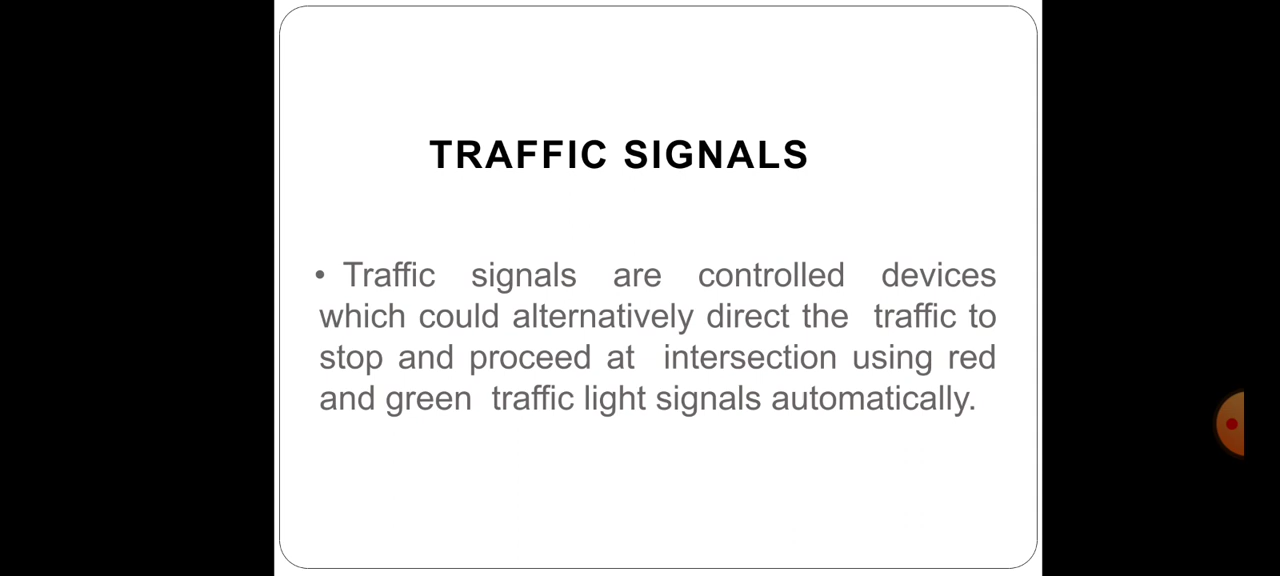 TRAFFIC SIGNALS
• Traffic signals are controlled devices
which could alternatively direct the traffic to
stop and proceed at intersection using red
and green traffic light signals automatically.